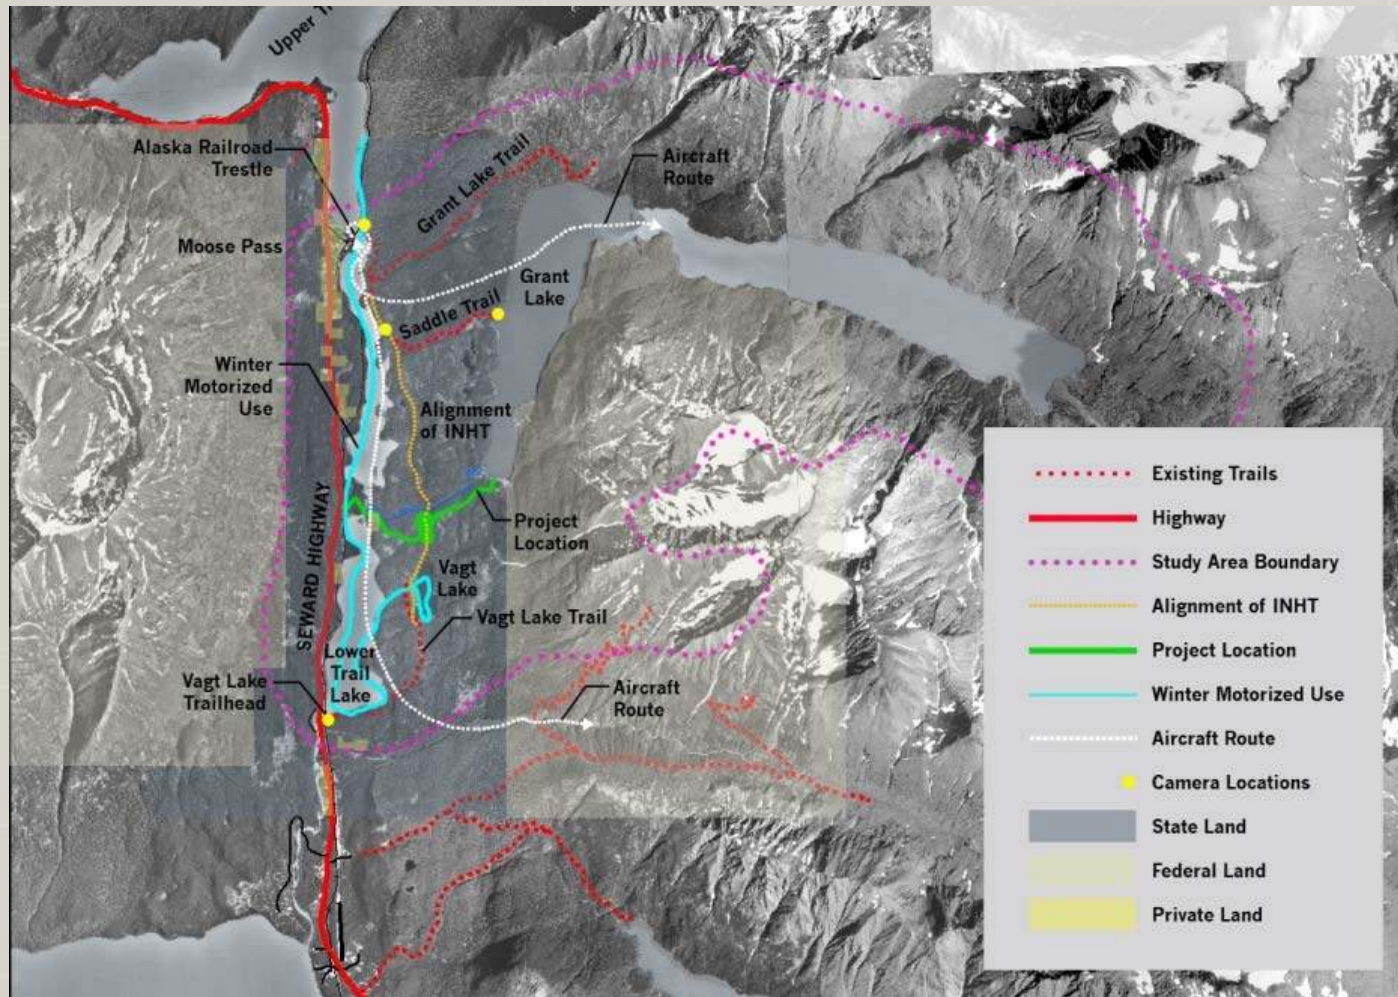 Upper
Alaska Railroad
Trestle
Grant Lake Trail
Aircraft
Route
Moose Pass
Grant
Lake
Saddle Trail
Winter
Motorized
Use
Alignment
of INHT
SEWARD HIGHWAY
Project
Location
Vagt
Lake
Vagt Lake Trail
Lower
Trail
Lake
Vagt Lake
Trailhead
Aircraft
Route
Existing Trails
Highway
Study Area Boundary
Alignment of INHT
Project Location
Winter Motorized Use
Aircraft Route
Camera Locations
State Land
Federal Land
Private Land